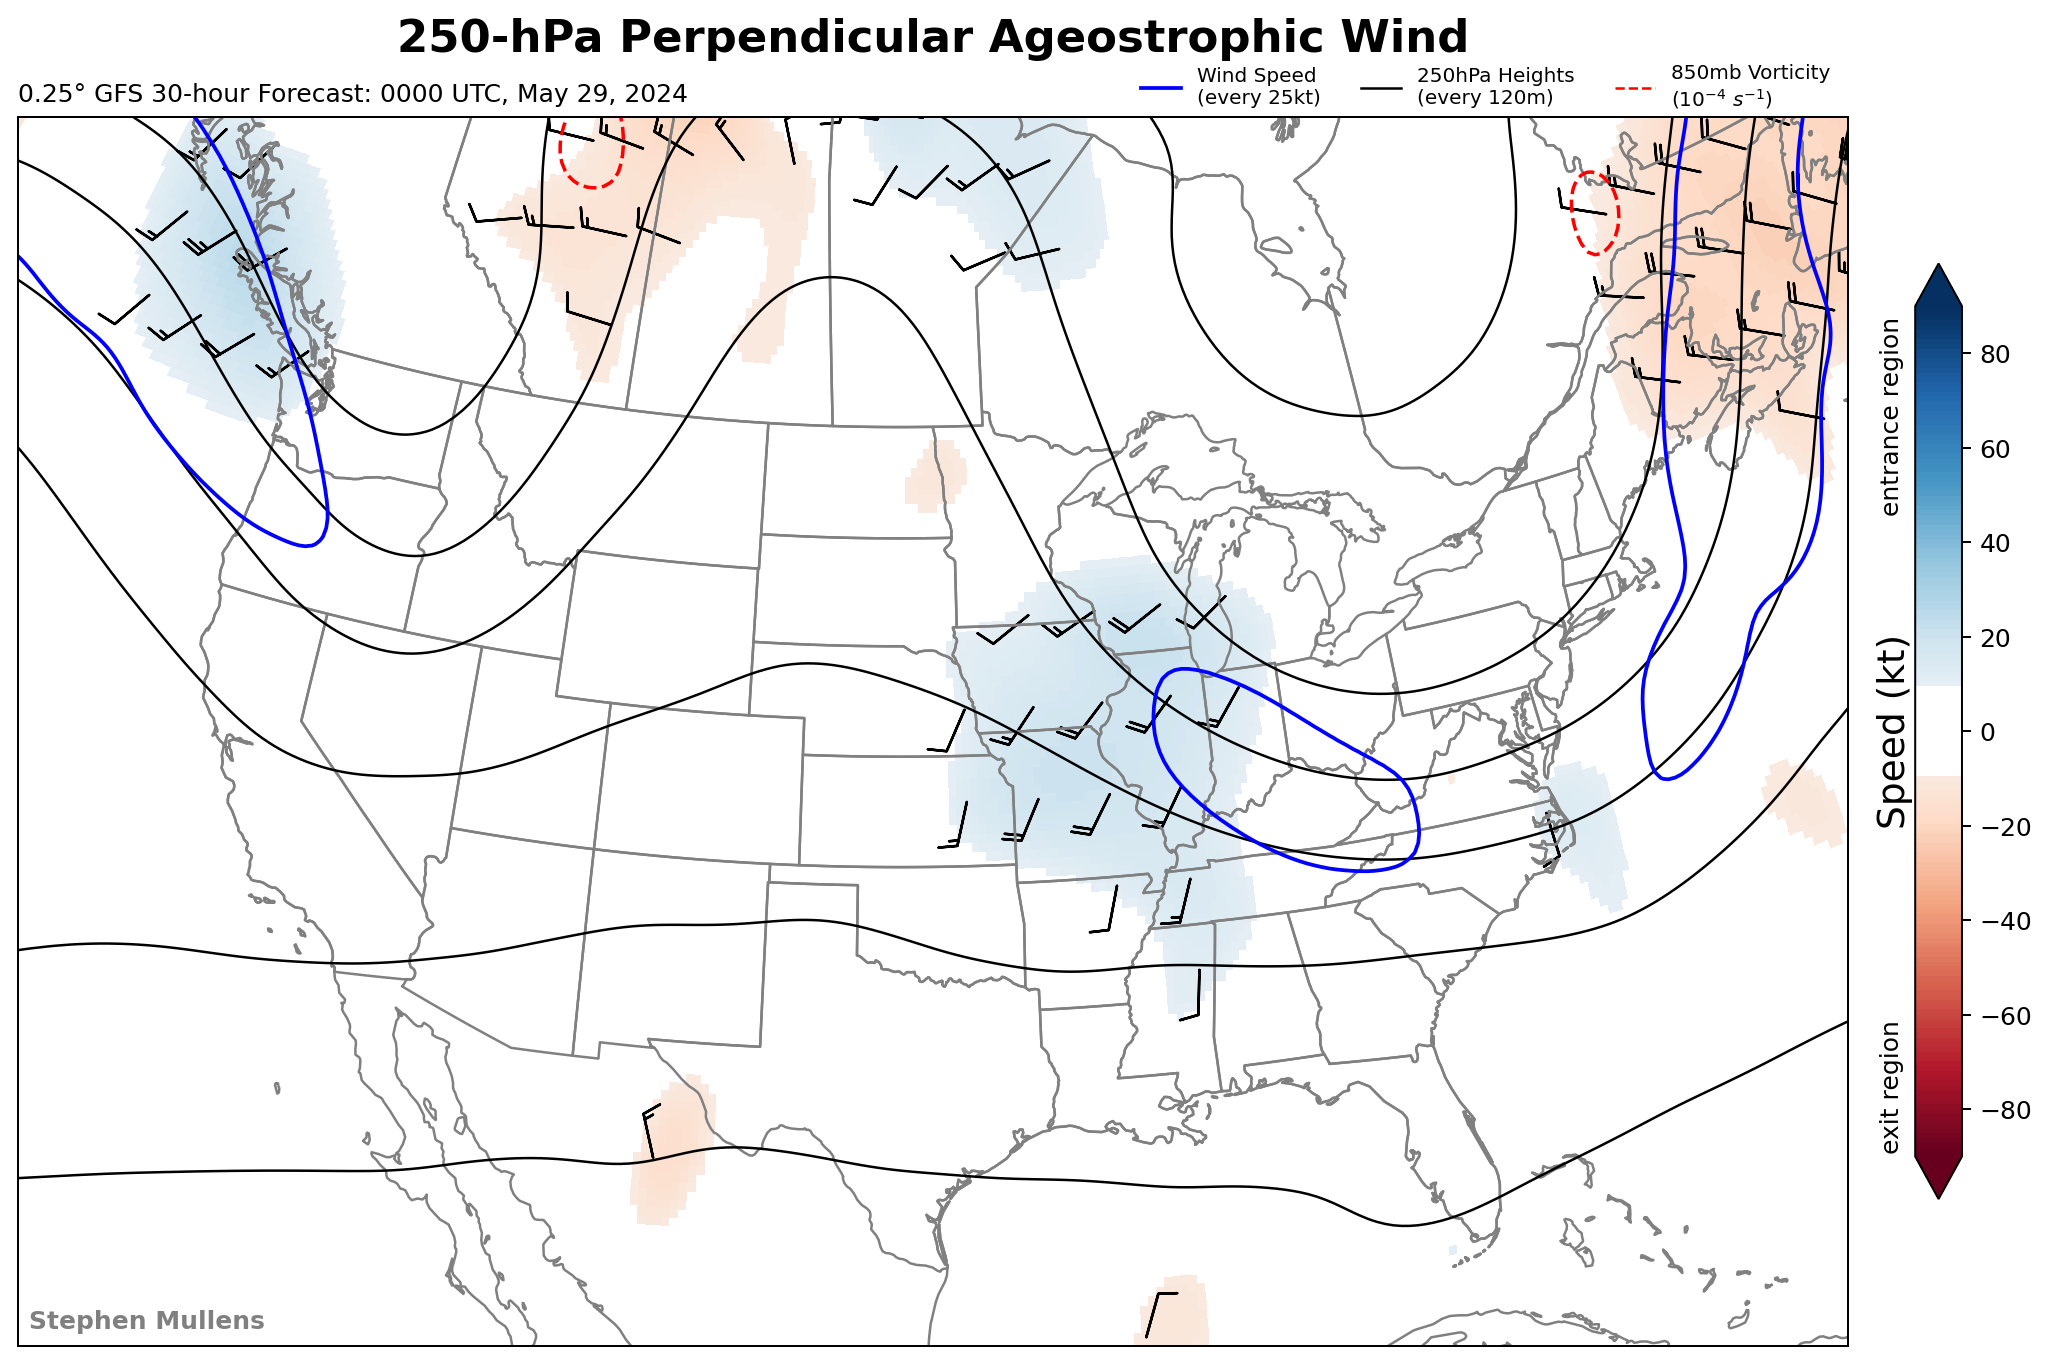 250-hPa Perpendicular Ageostrophic Wind
0.25° GFS 30-hour Forecast: 0000 UTC, May 29, 2024
Wind Speed
(every 25kt)
250hPa Heights
(every 120m)
850mb Vorticity
(10⁻⁴ s⁻¹)
entrance region
Speed (kt)
exit region
80
60
40
20
0
−20
−40
−60
−80
Stephen Mullens